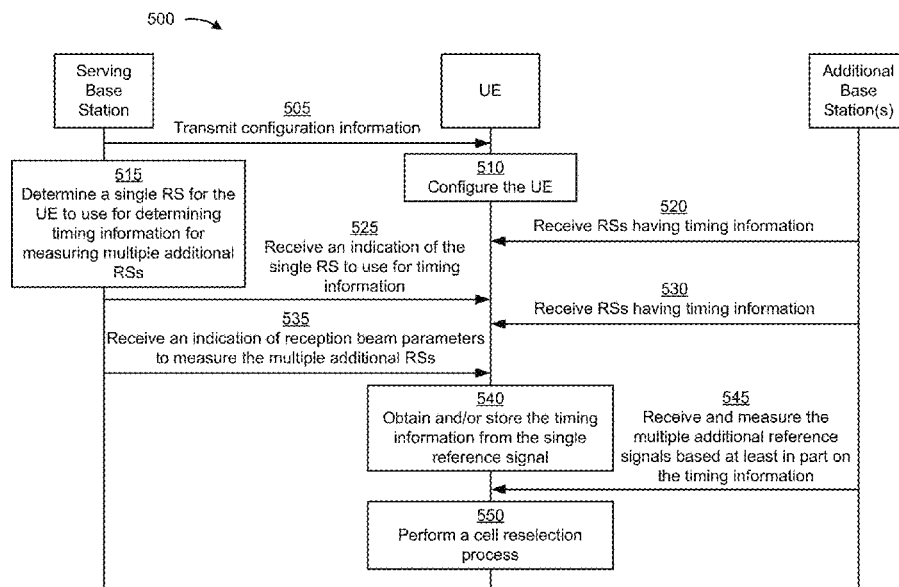 500
Serving
Base
Station
UE
Additional
Base
Station(s)
505
Transmit configuration information
510
Configure the UE
515
Determine a single RS for the
UE to use for determining
timing information for
measuring multiple additional
RSs
520
Receive RSs having timing information
525
Receive an indication of the
single RS to use for timing
information
530
Receive RSs having timing information
535
Receive an indication of reception beam parameters
to measure the multiple additional RSs
540
Obtain and/or store the timing
information from the single
reference signal
545
Receive and measure the
multiple additional reference
signals based at least in part on
the timing information
550
Perform a cell reselection
process